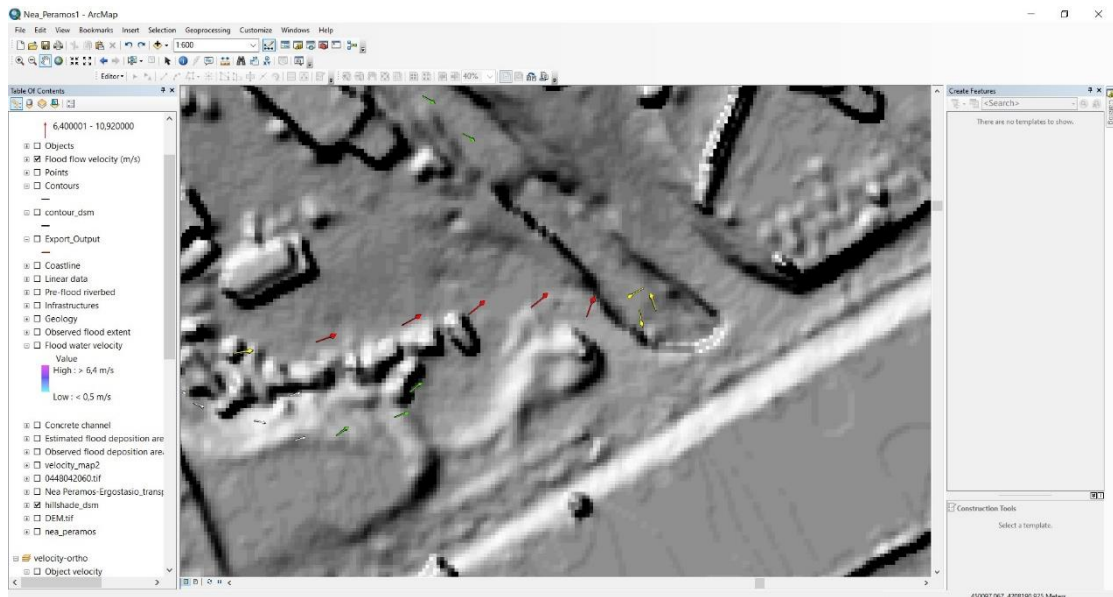 Nea_Peramos1 - ArcMap
File Edit View Bookmarks Insert Selection Geoprocessing Customize Windows Help
1:600
Editor
40%
Table Of Contents
6,400001 - 10,920000
Objects
Flood flow velocity (m/s)
Points
Contours
contour_dsm
Export_Output
Coastline
Linear data
Pre-flood riverbed
Infrastructures
Geology
Observed flood extent
Flood water velocity
Value
High : > 6,4 m/s
Low : < 0,5 m/s
Concrete channel
Estimated flood deposition are
Observed flood deposition area
velocity_map2
0448042060.tif
Nea Peramos-Ergostasio_transp
hillshade_dsm
DEM.tif
nea_peramos
velocity-ortho
Object velocity
Create Features
<Search>
There are no templates to show.
Construction Tools
Select a template.
Catalog